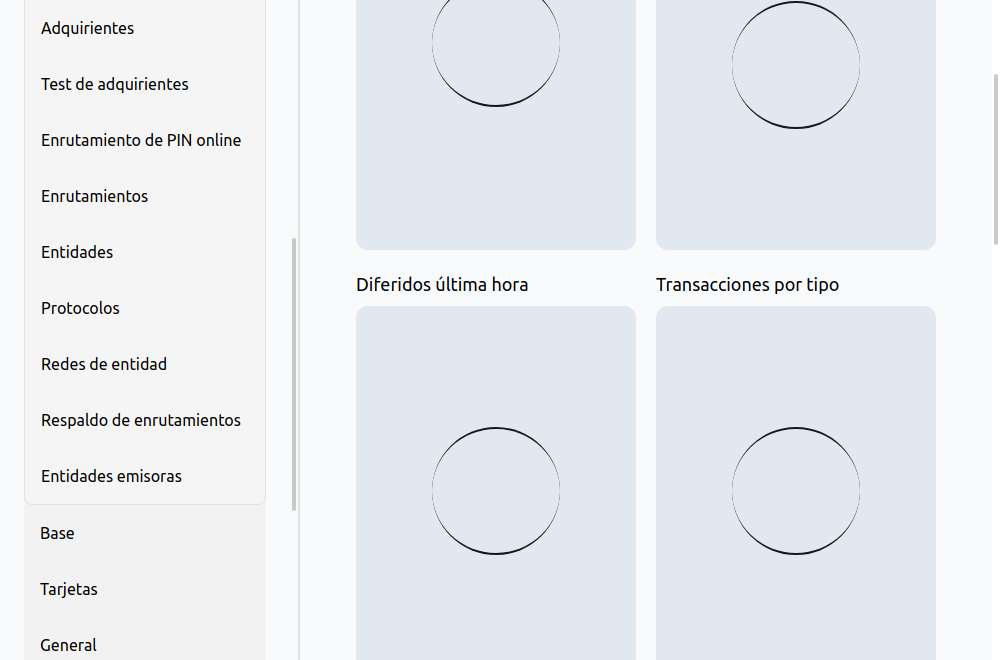 Adquirientes
Test de adquirientes
Enrutamiento de PIN online
Enrutamientos
Entidades
Protocolos
Redes de entidad
Respaldo de enrutamientos
Entidades emisoras
Base
Tarjetas
General
Diferidos última hora
Transacciones por tipo